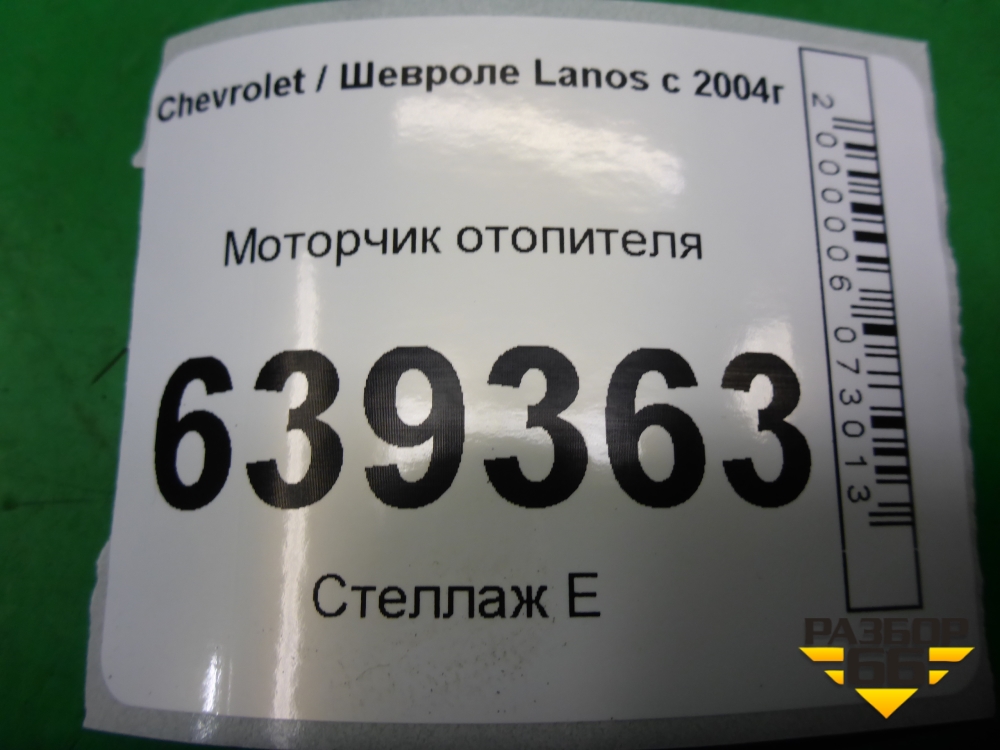 Chevrolet / Шевроле Lanos с 2004г
Моторчик отопителя
639363
Стеллаж Е
2000006073013
РАЗБОР
66